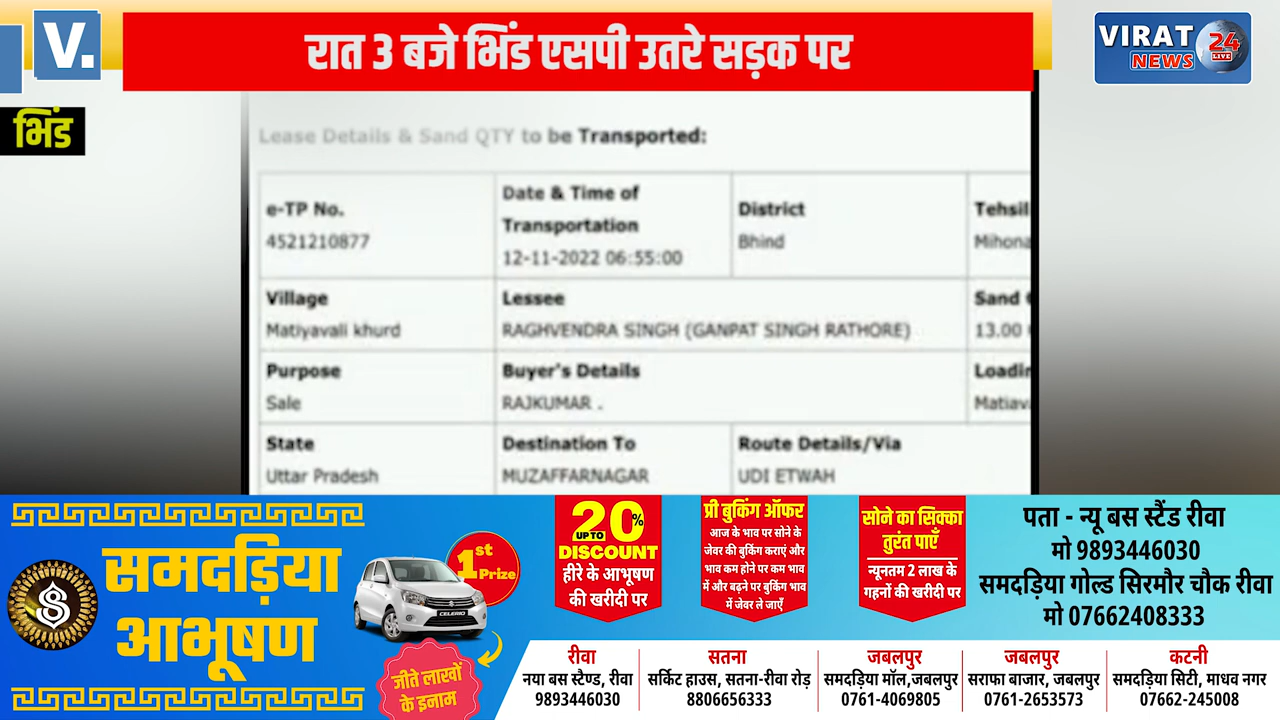 V.
रात 3 बजे भिंड एसपी उतरे सड़क पर
VIRAT
NEWS
24
LIVE
भिंड
Lease Details & Sand QTY to be Transported:
e-TP No.
4521210877
Date & Time of
Transportation
12-11-2022 06:55:00
District
Bhind
Tehsil
Mihona
Village
Matiyavali khurd
Lessee
RAGHVENDRA SINGH (GANPAT SINGH RATHORE)
Sand
13.00
Purpose
Sale
Buyer's Details
RAJKUMAR .
State
Uttar Pradesh
Destination To
MUZAFFARNAGAR
Route Details/Via
UDI ETWAH
समदड़िया
आभूषण
1st
Prize
CELERIO
जीते लाखों
के इनाम
UP TO 20%
DISCOUNT
हीरे के आभूषण
की खरीदी पर
प्री बुकिंग ऑफर
आज के भाव पर सोने के
जेवर की बुकिंग कराएं और
भाव कम होने पर कम भाव
में और बढ़ने पर बुकिंग भाव
में जेवर ले जाएँ
सोने का सिक्का
तुरंत पाएँ
न्यूनतम 2 लाख के
गहनों की खरीदी पर
पता - न्यू बस स्टैंड रीवा
मो 9893446030
समदड़िया गोल्ड सिरमौर चौक रीवा
मो 07662408333
रीवा
नया बस स्टैण्ड, रीवा
9893446030
सतना
सर्किट हाउस, सतना-रीवा रोड़
8806656333
जबलपुर
समदड़िया मॉल,जबलपुर
0761-4069805
जबलपुर
सराफा बाजार, जबलपुर
0761-2653573
कटनी
समदड़िया सिटी, माधव नगर
07662-245008